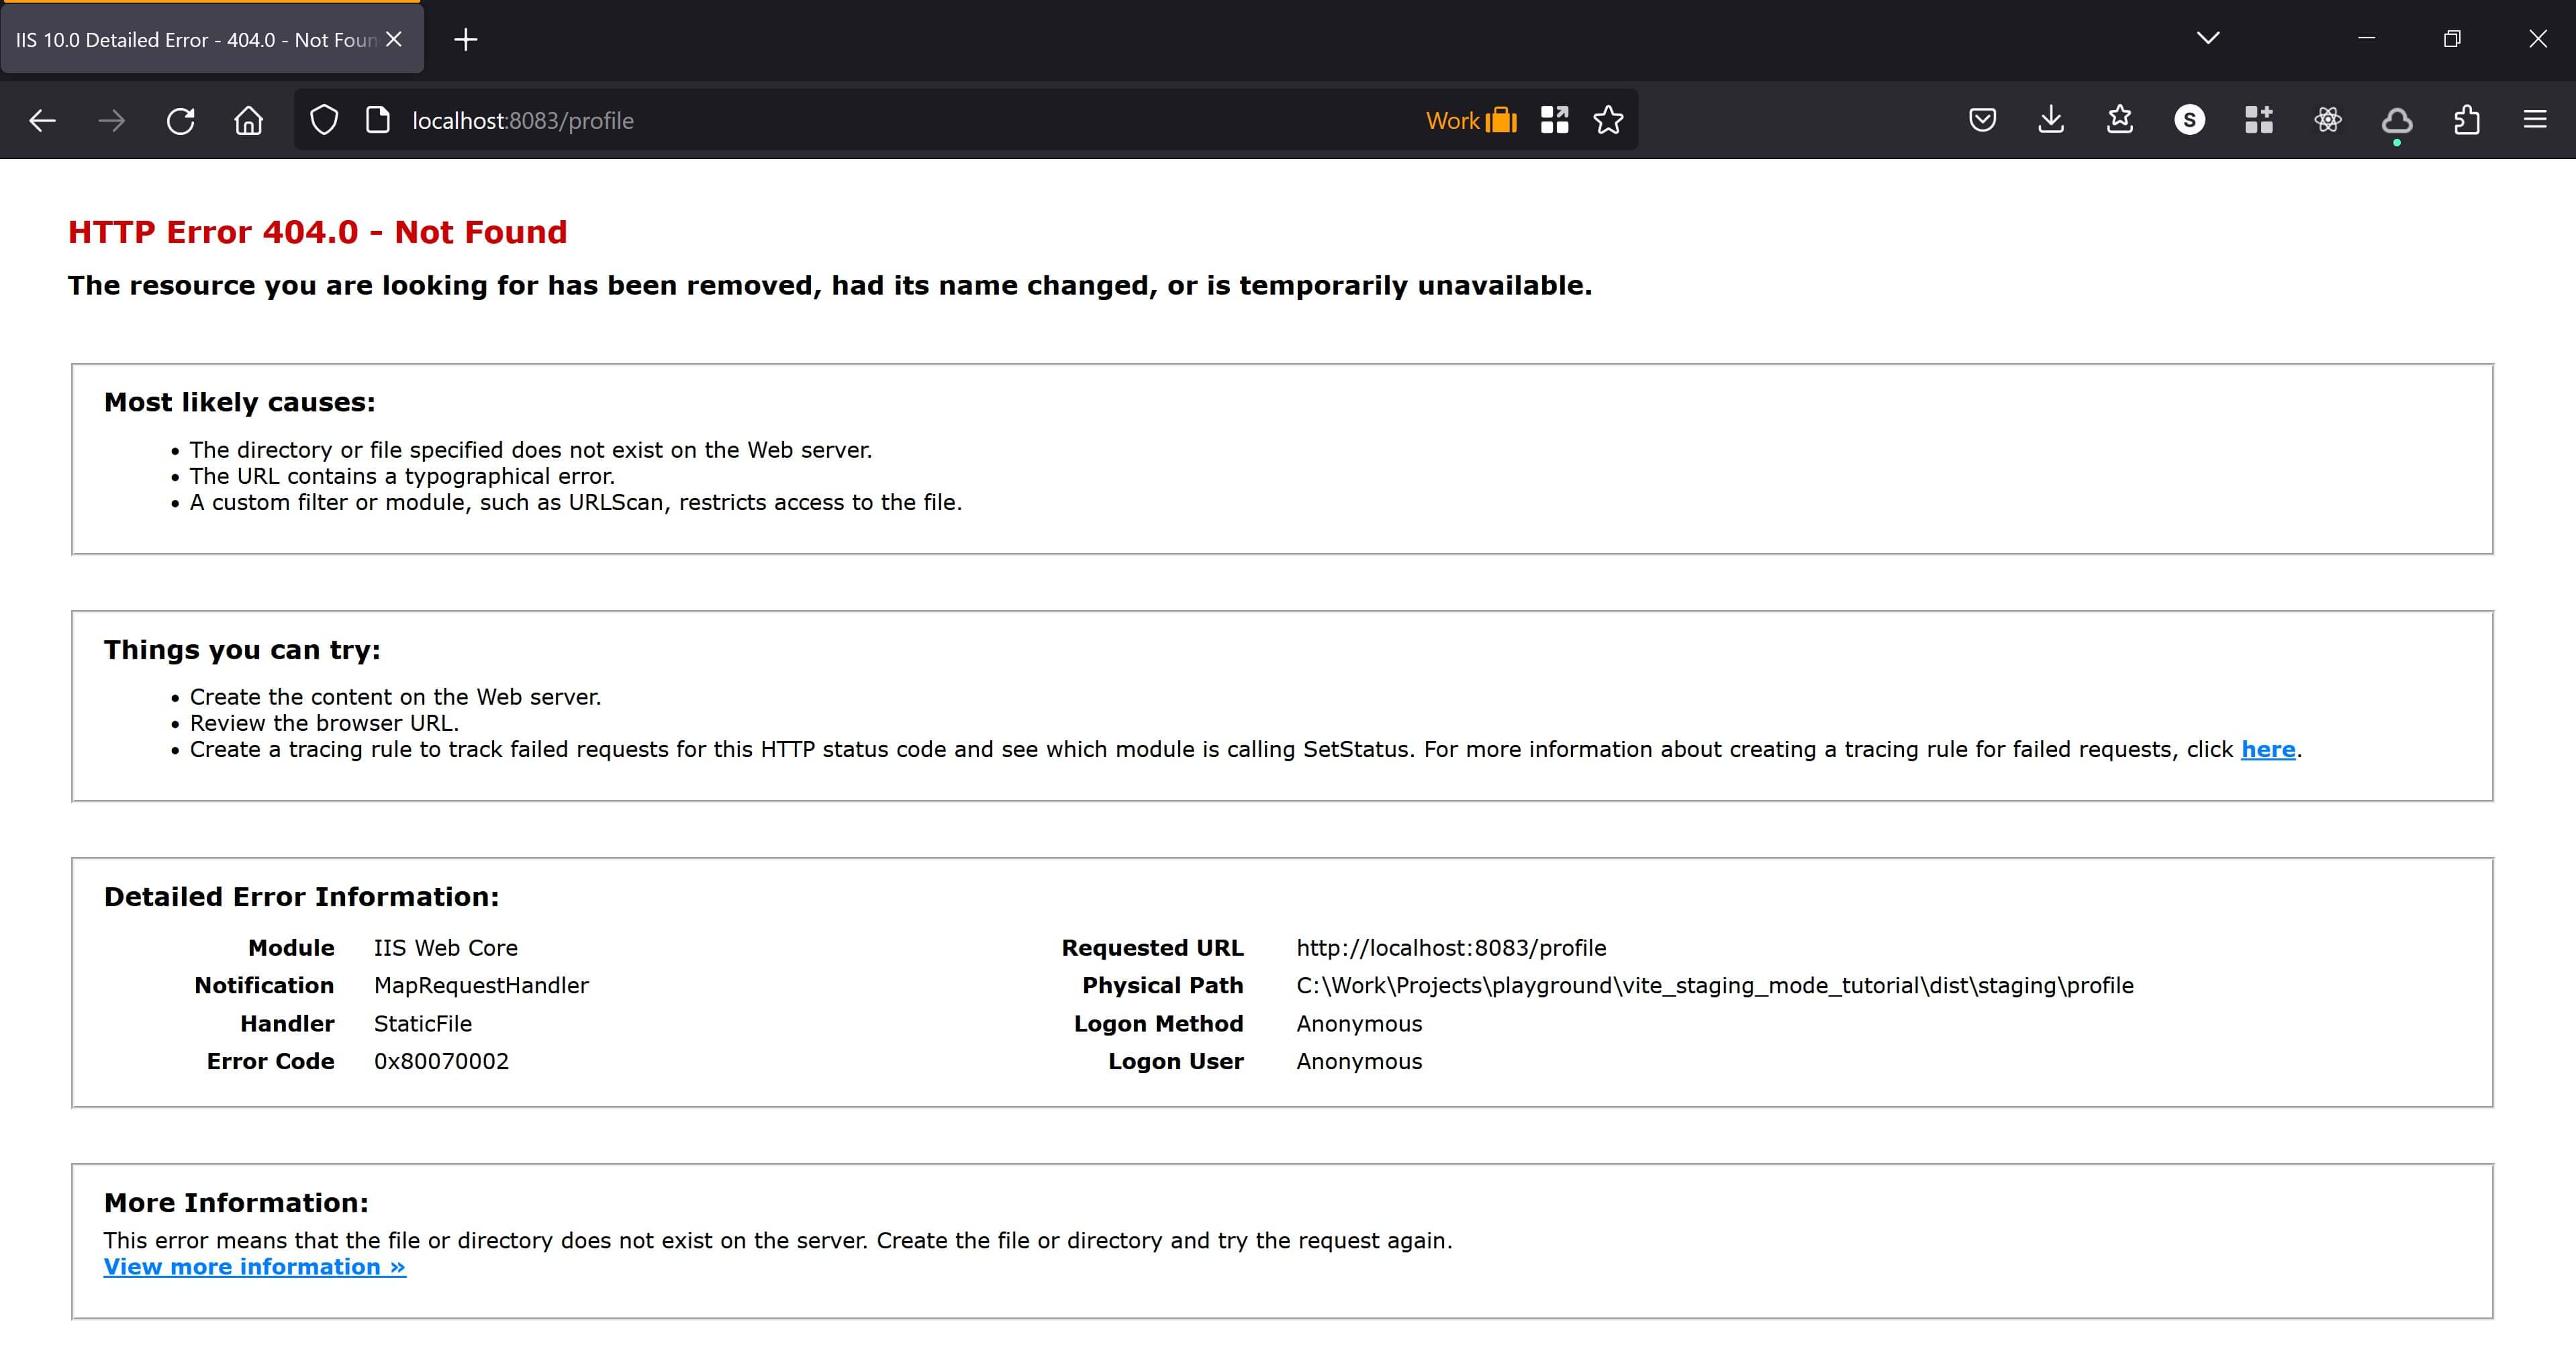 IIS 10.0 Detailed Error - 404.0 - Not Foun
localhost:8083/profile
Work
S
HTTP Error 404.0 - Not Found
The resource you are looking for has been removed, had its name changed, or is temporarily unavailable.
Most likely causes:
• The directory or file specified does not exist on the Web server.
• The URL contains a typographical error.
• A custom filter or module, such as URLScan, restricts access to the file.
Things you can try:
• Create the content on the Web server.
• Review the browser URL.
• Create a tracing rule to track failed requests for this HTTP status code and see which module is calling SetStatus. For more information about creating a tracing rule for failed requests, click here.
Detailed Error Information:
Module IIS Web Core
Notification MapRequestHandler
Handler StaticFile
Error Code 0x80070002
Requested URL http://localhost:8083/profile
Physical Path C:\Work\Projects\playground\vite_staging_mode_tutorial\dist\staging\profile
Logon Method Anonymous
Logon User Anonymous
More Information:
This error means that the file or directory does not exist on the server. Create the file or directory and try the request again.
View more information »